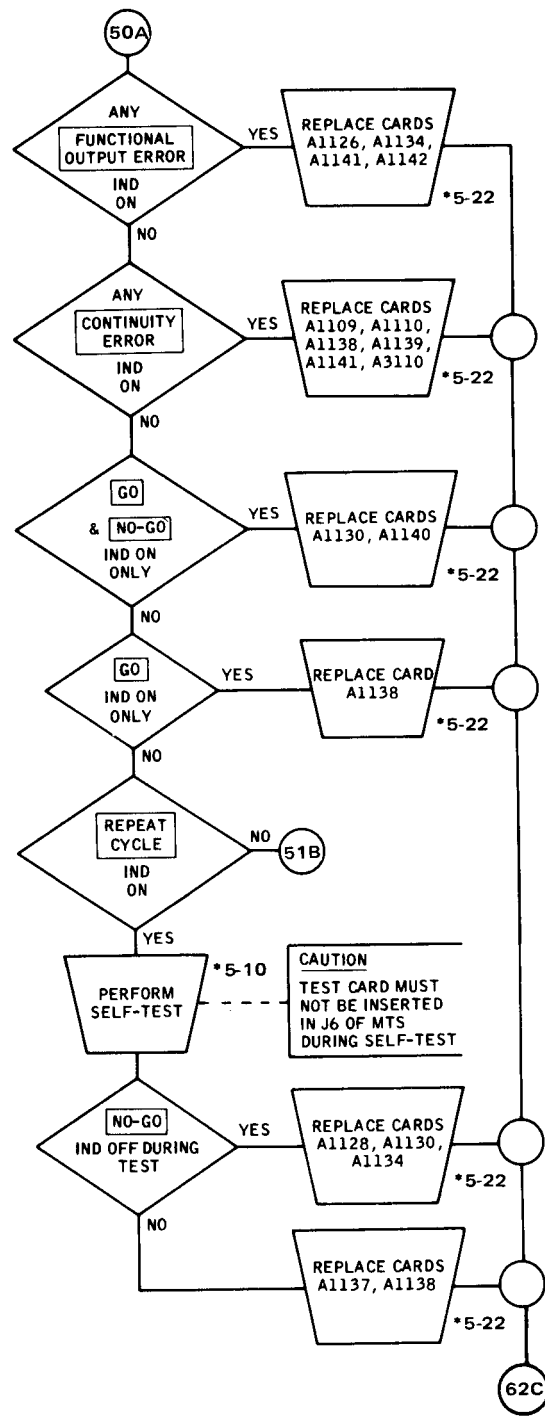 50A
ANY
FUNCTIONAL
OUTPUT ERROR
IND
ON
YES
REPLACE CARDS
A1126, A1134,
A1141, A1142
*5-22
NO
ANY
CONTINUITY
ERROR
IND
ON
YES
REPLACE CARDS
A1109, A1110,
A1138, A1139,
A1141, A3110
*5-22
NO
GO
& NO-GO
IND ON
ONLY
YES
REPLACE CARDS
A1130, A1140
*5-22
NO
GO
IND ON
ONLY
YES
REPLACE CARD
A1138
*5-22
NO
REPEAT
CYCLE
IND
ON
NO
51B
YES
PERFORM
SELF-TEST
*5-10
CAUTION
TEST CARD MUST
NOT BE INSERTED
IN J6 OF MTS
DURING SELF-TEST
NO-GO
IND OFF DURING
TEST
YES
REPLACE CARDS
A1128, A1130,
A1134
*5-22
NO
REPLACE CARDS
A1137, A1138
*5-22
62C